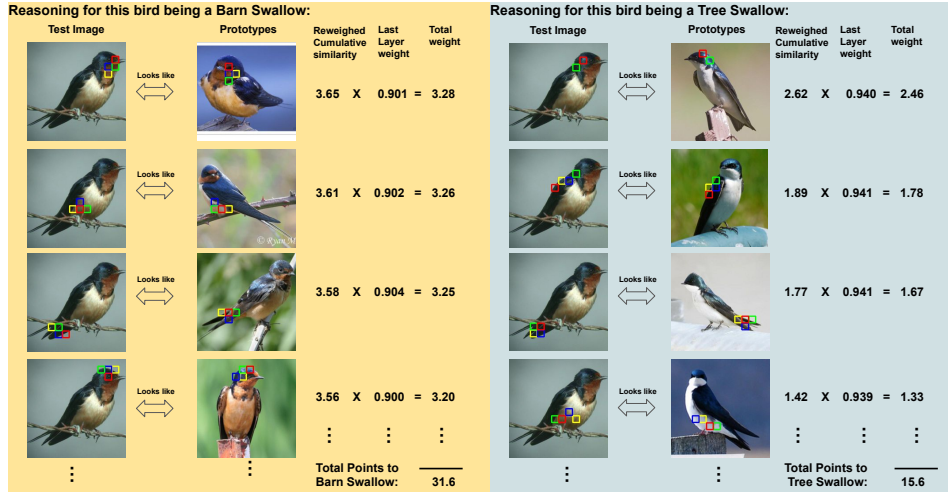 Reasoning for this bird being a Barn Swallow:
Test Image Prototypes Reweighed Cumulative similarity Last Layer weight Total weight
Looks like 3.65 X 0.901 = 3.28
Looks like 3.61 X 0.902 = 3.26
© Ryan M
Looks like 3.58 X 0.904 = 3.25
Looks like 3.56 X 0.900 = 3.20
Total Points to
Barn Swallow: 31.6
Reasoning for this bird being a Tree Swallow:
Test Image Prototypes Reweighed Cumulative similarity Last Layer weight Total weight
Looks like 2.62 X 0.940 = 2.46
Looks like 1.89 X 0.941 = 1.78
Looks like 1.77 X 0.941 = 1.67
Looks like 1.42 X 0.939 = 1.33
Total Points to
Tree Swallow: 15.6